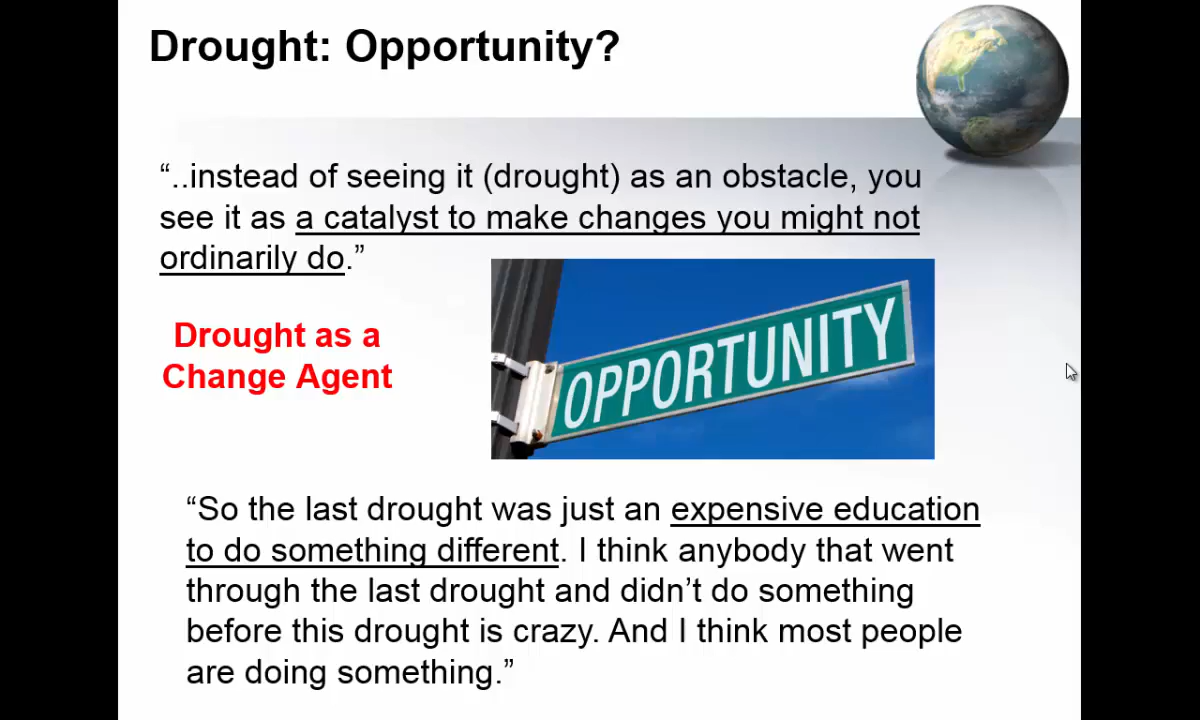 Drought: Opportunity?
“..instead of seeing it (drought) as an obstacle, you
see it as a catalyst to make changes you might not
ordinarily do.”
Drought as a
Change Agent
OPPORTUNITY
“So the last drought was just an expensive education
to do something different. I think anybody that went
through the last drought and didn’t do something
before this drought is crazy. And I think most people
are doing something.”